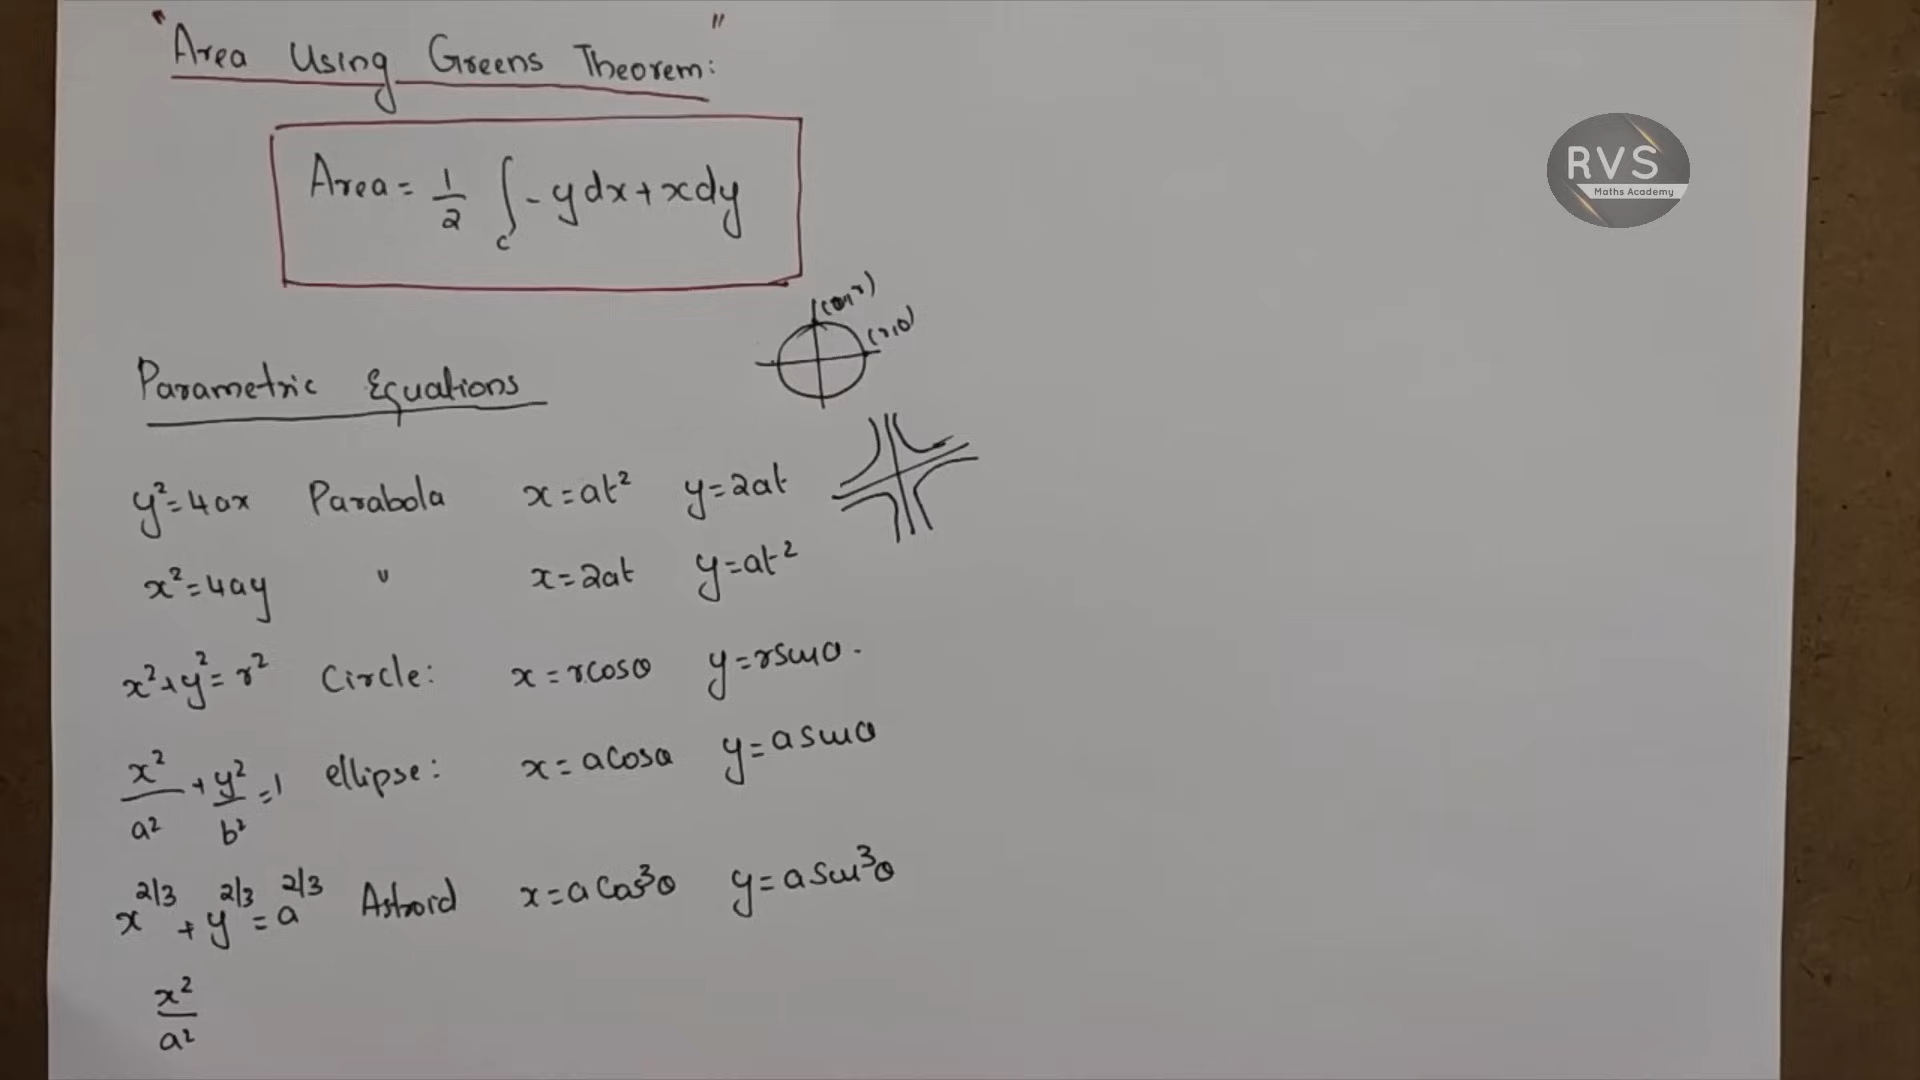 "Area Using Greens Theorem:"
Area = 1/2 ∫c -ydx+xdy
(0,r)
(r,0)
Parametric Equations
y²=4ax Parabola x=at² y=2at
x²=4ay " x=2at y=at²
x²+y²=r² Circle: x=rcosθ y=rsinθ.
x²/a² + y²/b² =1 ellipse: x=acosθ y=asinθ
x^2/3 + y^2/3 = a^2/3 Astroid x=acos³θ y=asin³θ
x²/a²
RVS
Maths Academy